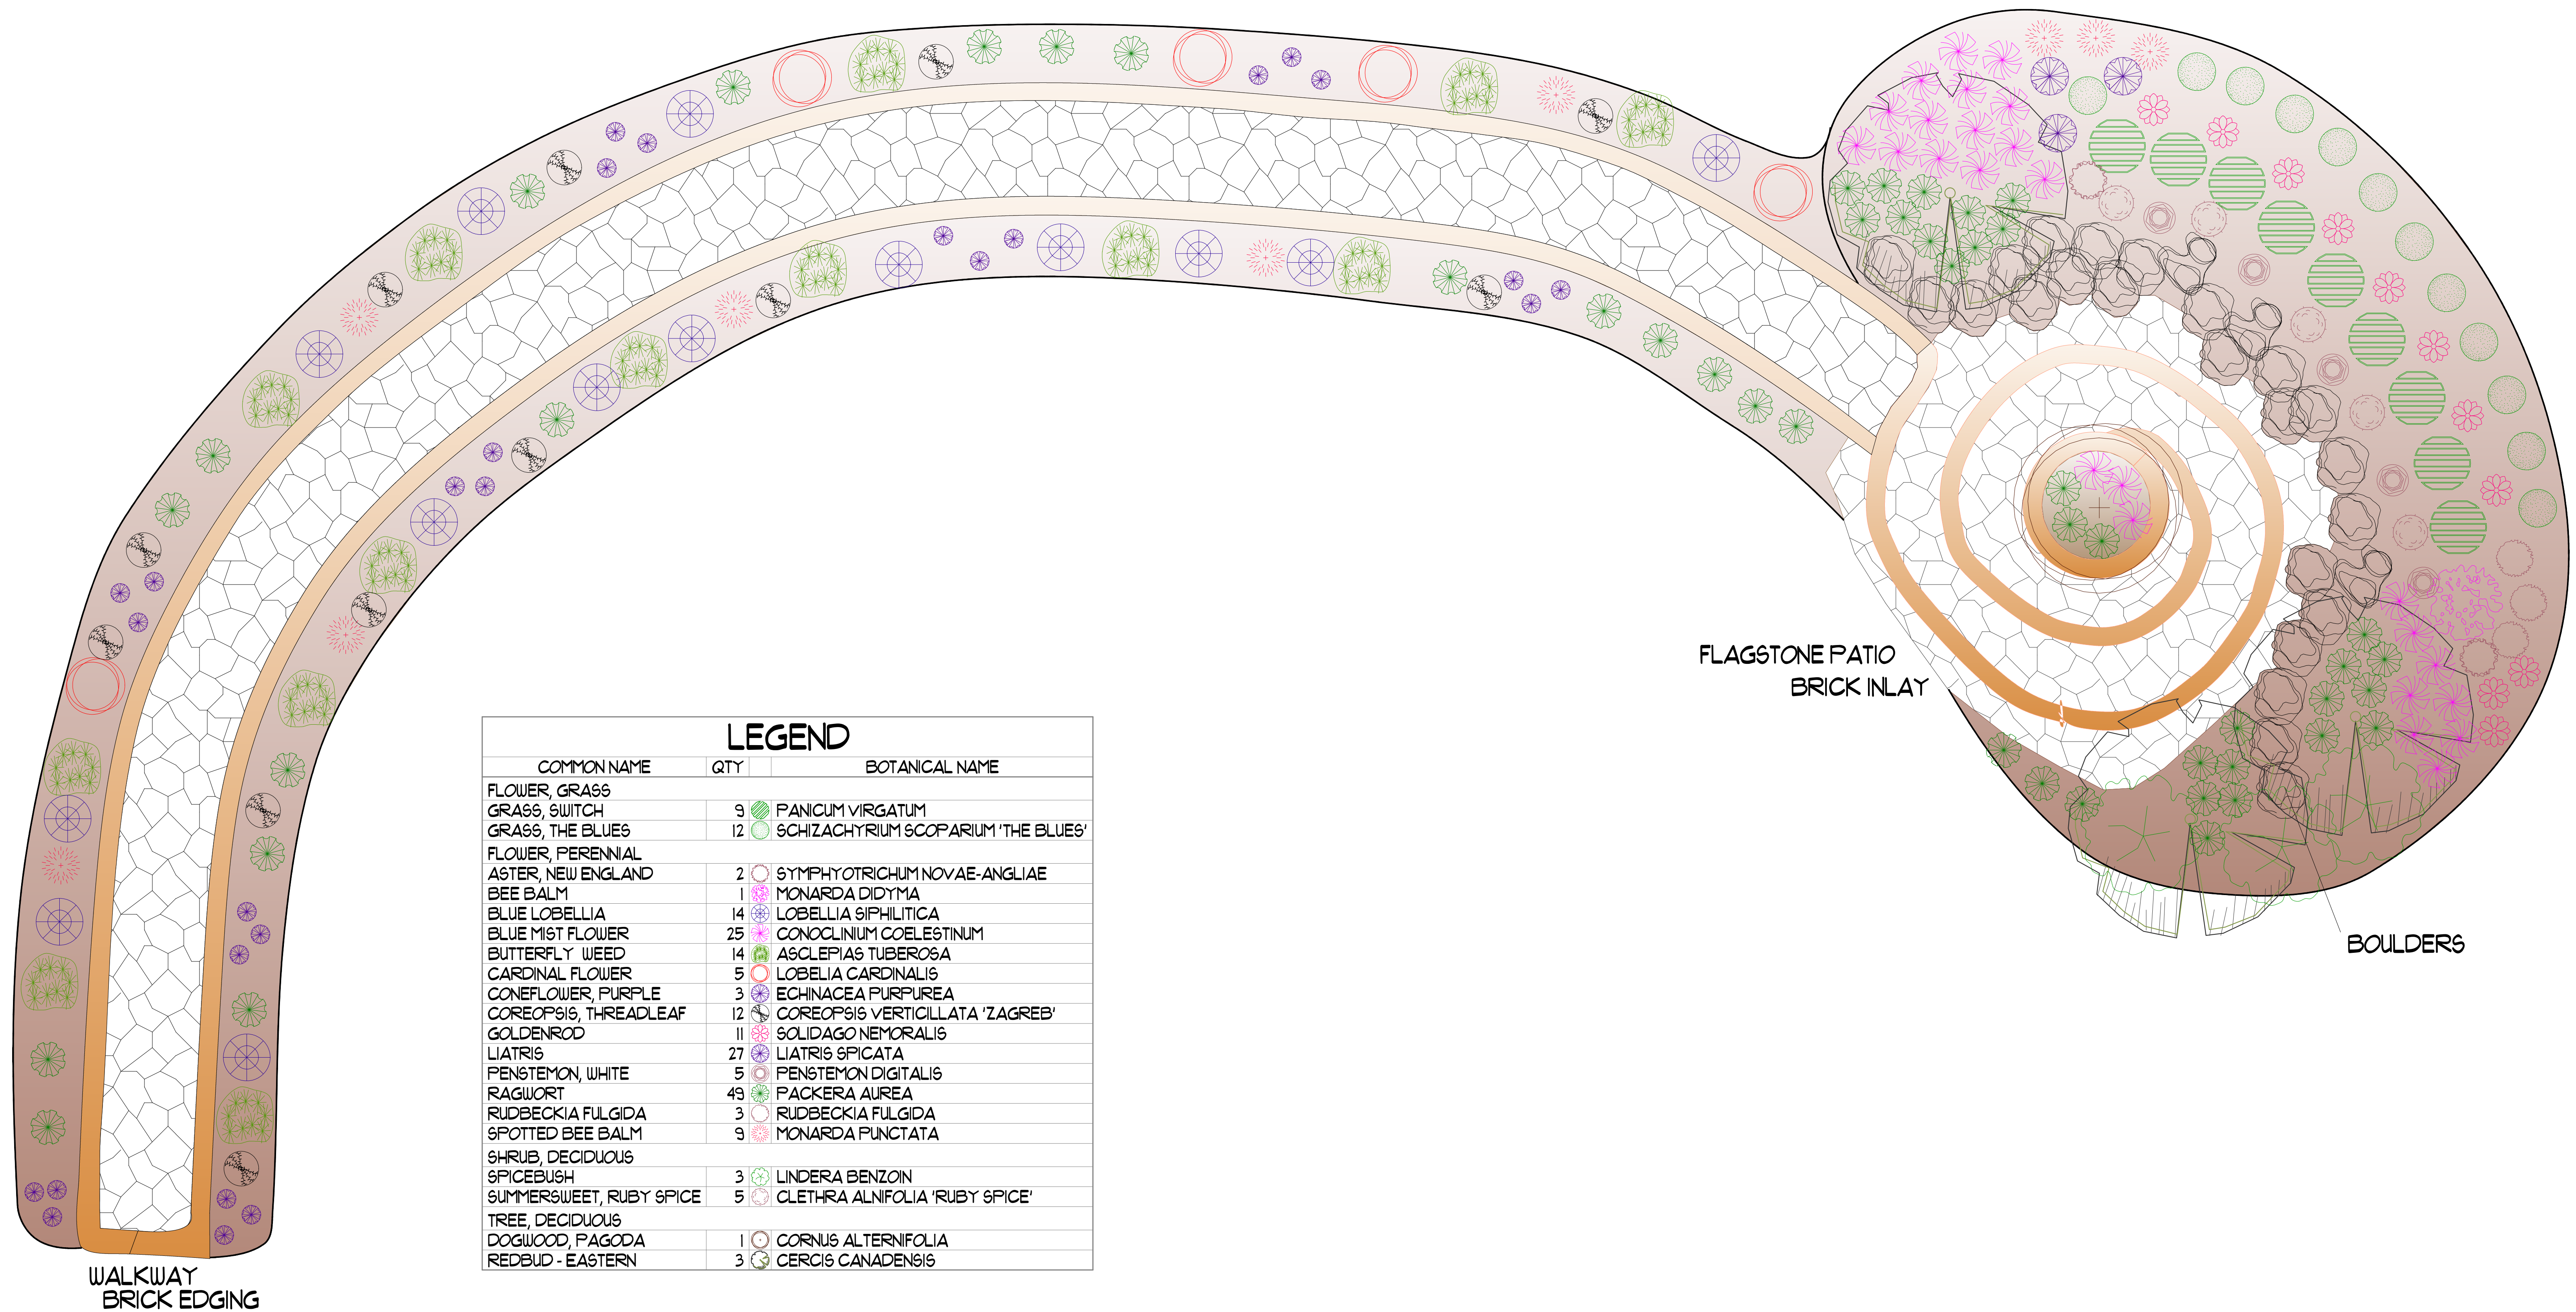 FLAGSTONE PATIO
BRICK INLAY
LEGEND
COMMON NAME QTY BOTANICAL NAME
FLOWER, GRASS
GRASS, SWITCH 9 PANICUM VIRGATUM
GRASS, THE BLUES 12 SCHIZACHYRIUM SCOPARIUM 'THE BLUES'
FLOWER, PERENNIAL
ASTER, NEW ENGLAND 2 SYMPHYOTRICHUM NOVAE-ANGLIAE
BEE BALM 1 MONARDA DIDYMA
BLUE LOBELLIA 14 LOBELLIA SIPHILITICA
BLUE MIST FLOWER 25 CONOCLINIUM COELESTINUM
BUTTERFLY WEED 14 ASCLEPIAS TUBEROSA
CARDINAL FLOWER 5 LOBELIA CARDINALIS
CONEFLOWER, PURPLE 3 ECHINACEA PURPUREA
COREOPSIS, THREADLEAF 12 COREOPSIS VERTICILLATA 'ZAGREB'
GOLDENROD 11 SOLIDAGO NEMORALIS
LIATRIS 27 LIATRIS SPICATA
PENSTEMON, WHITE 5 PENSTEMON DIGITALIS
RAGWORT 49 PACKERA AUREA
RUDBECKIA FULGIDA 3 RUDBECKIA FULGIDA
SPOTTED BEE BALM 9 MONARDA PUNCTATA
SHRUB, DECIDUOUS
SPICEBUSH 3 LINDERA BENZOIN
SUMMERSWEET, RUBY SPICE 5 CLETHRA ALNIFOLIA 'RUBY SPICE'
TREE, DECIDUOUS
DOGWOOD, PAGODA 1 CORNUS ALTERNIFOLIA
REDBUD - EASTERN 3 CERCIS CANADENSIS
BOULDERS
WALKWAY
BRICK EDGING